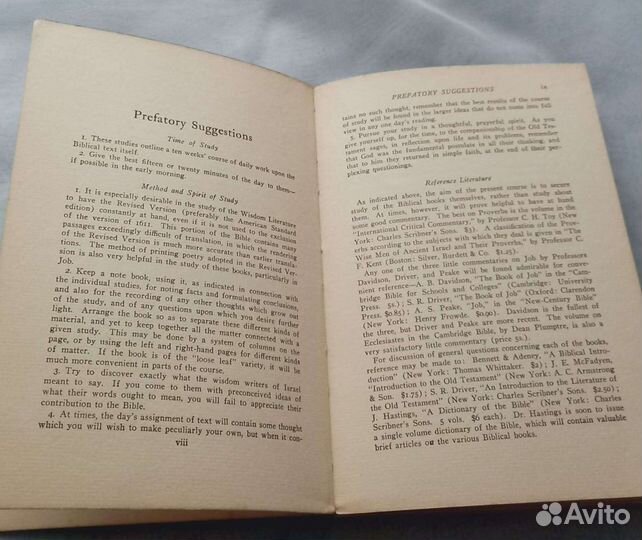 Prefatory Suggestions
Time of Study
1. These studies outline a ten weeks' course of daily work upon the
Biblical text itself.
2. Give the best fifteen or twenty minutes of the day to them—
if possible in the early morning.
Method and Spirit of Study
1. It is especially desirable in the study of the Wisdom Literature
to have the Revised Version (preferably the American Standard
edition) constantly at hand, even if it is not used to the exclusion
of the version of 1611. This portion of the Bible contains many
passages exceedingly difficult of translation, in which the rendering
of the Revised Version is much more accurate than earlier transla-
tions. The method of printing poetry adopted in the Revised Ver-
sion is also very helpful in the study of these books, particularly in
Job.
2. Keep a note book, using it, as indicated in connection with
the individual studies, for noting facts and formulating conclusions,
and also for the recording of any other thoughts which grow out
of the study, and of any questions upon which you desire further
light. Arrange the book so as to separate these different kinds of
material, and yet to keep together all the matter connected with a
given study. This may be done by a system of columns on the
page, or by using the left and right-hand pages for different kinds
of matter. If the book is of the "loose leaf" variety, it will be
much more convenient in parts of the course.
3. Try to discover exactly what the wisdom writers of Israel
meant to say. If you come to them with preconceived ideas of
what their words ought to mean, you will fail to appreciate their
contribution to the Bible.
4. At times, the day's assignment of text will contain some thought
which you will wish to make peculiarly your own, but when it con-
viii
PREFATORY SUGGESTIONS ix
tains no such thought, remember that the best results of the course
of study will be found in the larger ideas that do not come into full
view in any one day's reading.
5. Pursue your study in a thoughtful, prayerful spirit. As you
give yourself up, for the time, to the companionship of the Old Tes-
tament sages, in reflection upon life and its problems, remember
that God was the fundamental postulate in all their thinking, and
that to him they returned in simple faith, at the end of their per-
plexing questionings.
Reference Literature
As indicated above, the aim of the present course is to secure
study of the Biblical books themselves, rather than study about
them. At times, however, it will prove helpful to have at hand
some good commentary. The best on Proverbs is the volume in the
"International Critical Commentary," by Professor C. H. Toy (New
York: Charles Scribner's Sons. $3). A classification of the Prov-
erbs according to the subjects with which they deal is given in "The
Wise Men of Ancient Israel and Their Proverbs," by Professor C.
F. Kent (Boston: Silver, Burdett & Co. $1.25).
Any one of the three little commentaries on Job by Professors
Davidson, Driver, and Peake will be found admirable for conve-
nient reference—A. B. Davidson, "The Book of Job" in the "Cam-
bridge Bible for Schools and Colleges" (Cambridge: University
Press. 5s.); S. R. Driver, "The Book of Job" (Oxford: Clarendon
Press. $0.85); A. S. Peake, "Job," in the "New-Century Bible"
(New York: Henry Frowde. $0.90). Davidson is the fullest of
the three, but Driver and Peake are more recent. The volume on
Ecclesiastes in the Cambridge Bible, by Dean Plumptre, is also a
very satisfactory little commentary (price 5s.).
For discussion of general questions concerning each of the books,
reference may be made to: Bennett & Adeney, "A Biblical Intro-
duction" (New York: Thomas Whittaker. $2); J. E. McFadyen,
"Introduction to the Old Testament" (New York: A. C. Armstrong
& Son. $1.75); S. R. Driver, "An Introduction to the Literature of
the Old Testament" (New York: Charles Scribner's Sons. $2.50);
J. Hastings, "A Dictionary of the Bible" (New York: Charles
Scribner's Sons. 5 vols. $6 each). Dr. Hastings is soon to issue
a single volume dictionary of the Bible, which will contain valuable
brief articles on the various Biblical books.
Avito